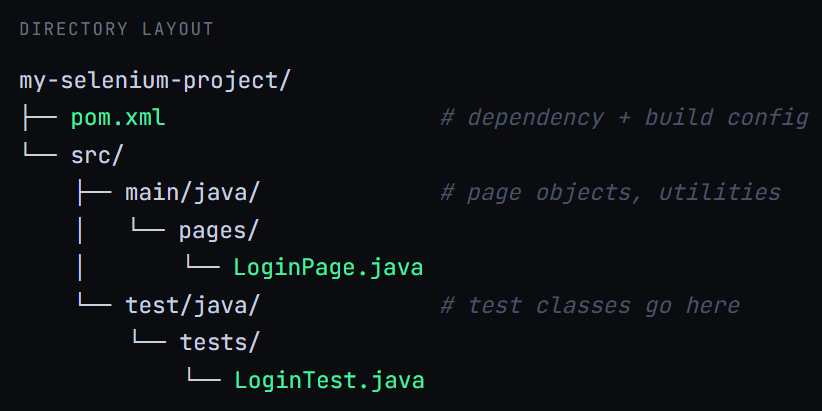 DIRECTORY LAYOUT
my-selenium-project/
├── pom.xml                    # dependency + build config
└── src/
    ├── main/java/             # page objects, utilities
    │   └── pages/
    │       └── LoginPage.java
    └── test/java/             # test classes go here
        └── tests/
            └── LoginTest.java